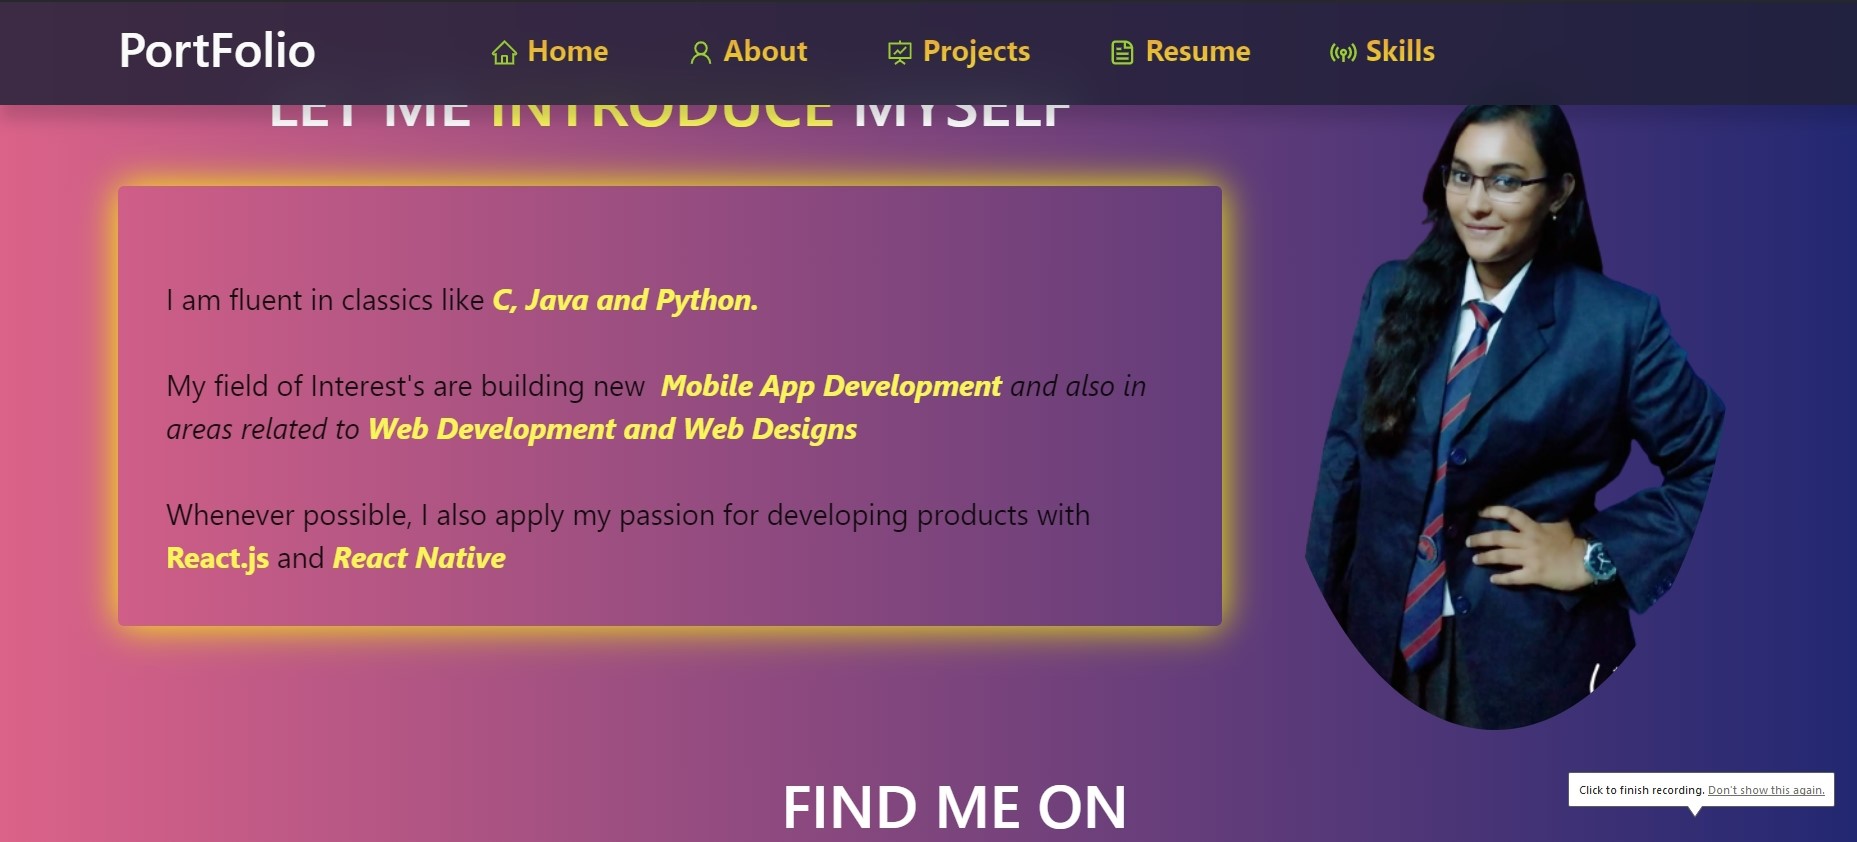 PortFolio
Home
About
Projects
Resume
Skills
LET ME INTRODUCE MYSELF
I am fluent in classics like C, Java and Python.
My field of Interest's are building new Mobile App Development and also in
areas related to Web Development and Web Designs
Whenever possible, I also apply my passion for developing products with
React.js and React Native
FIND ME ON
Click to finish recording. Don't show this again.